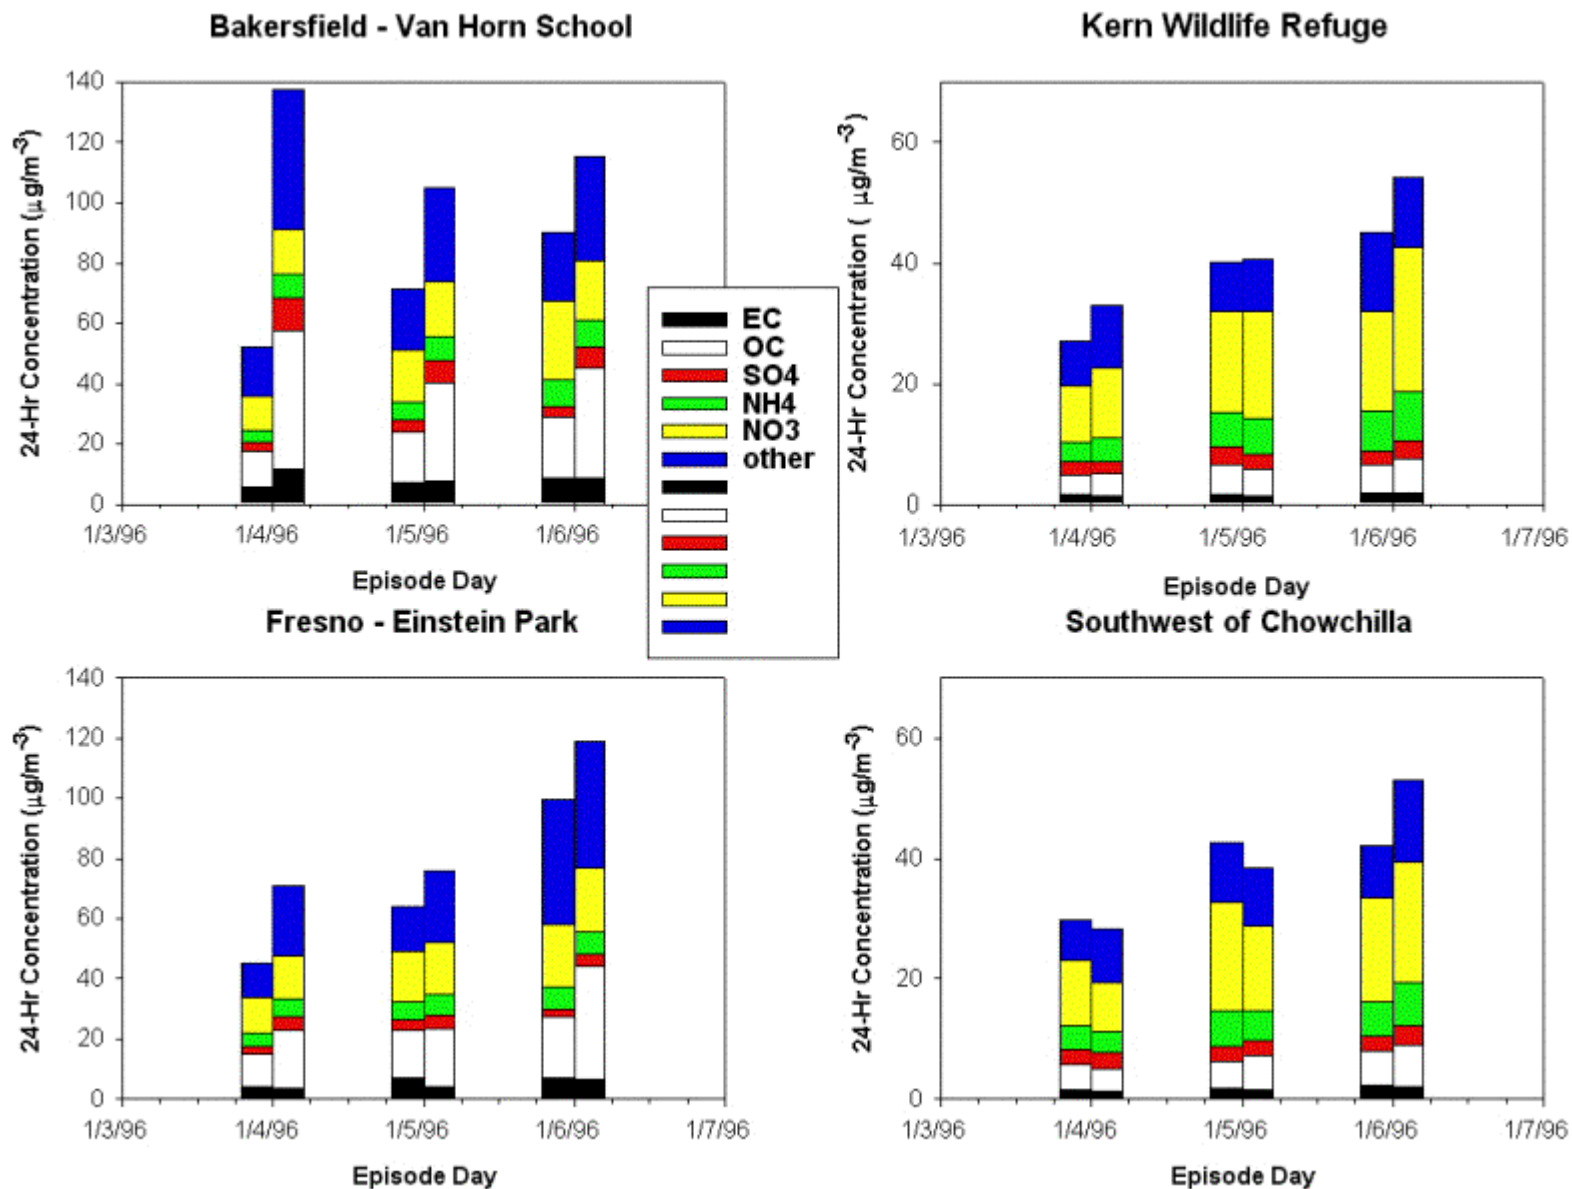 Bakersfield - Van Horn School
24-Hr Concentration (µg/m-3)
140
120
100
80
60
40
20
0
1/3/96 1/4/96 1/5/96 1/6/96
Episode Day
Kern Wildlife Refuge
24-Hr Concentration ( µg/m-3)
60
40
20
0
1/3/96 1/4/96 1/5/96 1/6/96 1/7/96
Episode Day
EC
OC
SO4
NH4
NO3
other
Fresno - Einstein Park
24-Hr Concentration (µg/m-3)
140
120
100
80
60
40
20
0
1/3/96 1/4/96 1/5/96 1/6/96 1/7/96
Episode Day
Southwest of Chowchilla
24-Hr Concentration (µg/m-3)
60
40
20
0
1/3/96 1/4/96 1/5/96 1/6/96 1/7/96
Episode Day